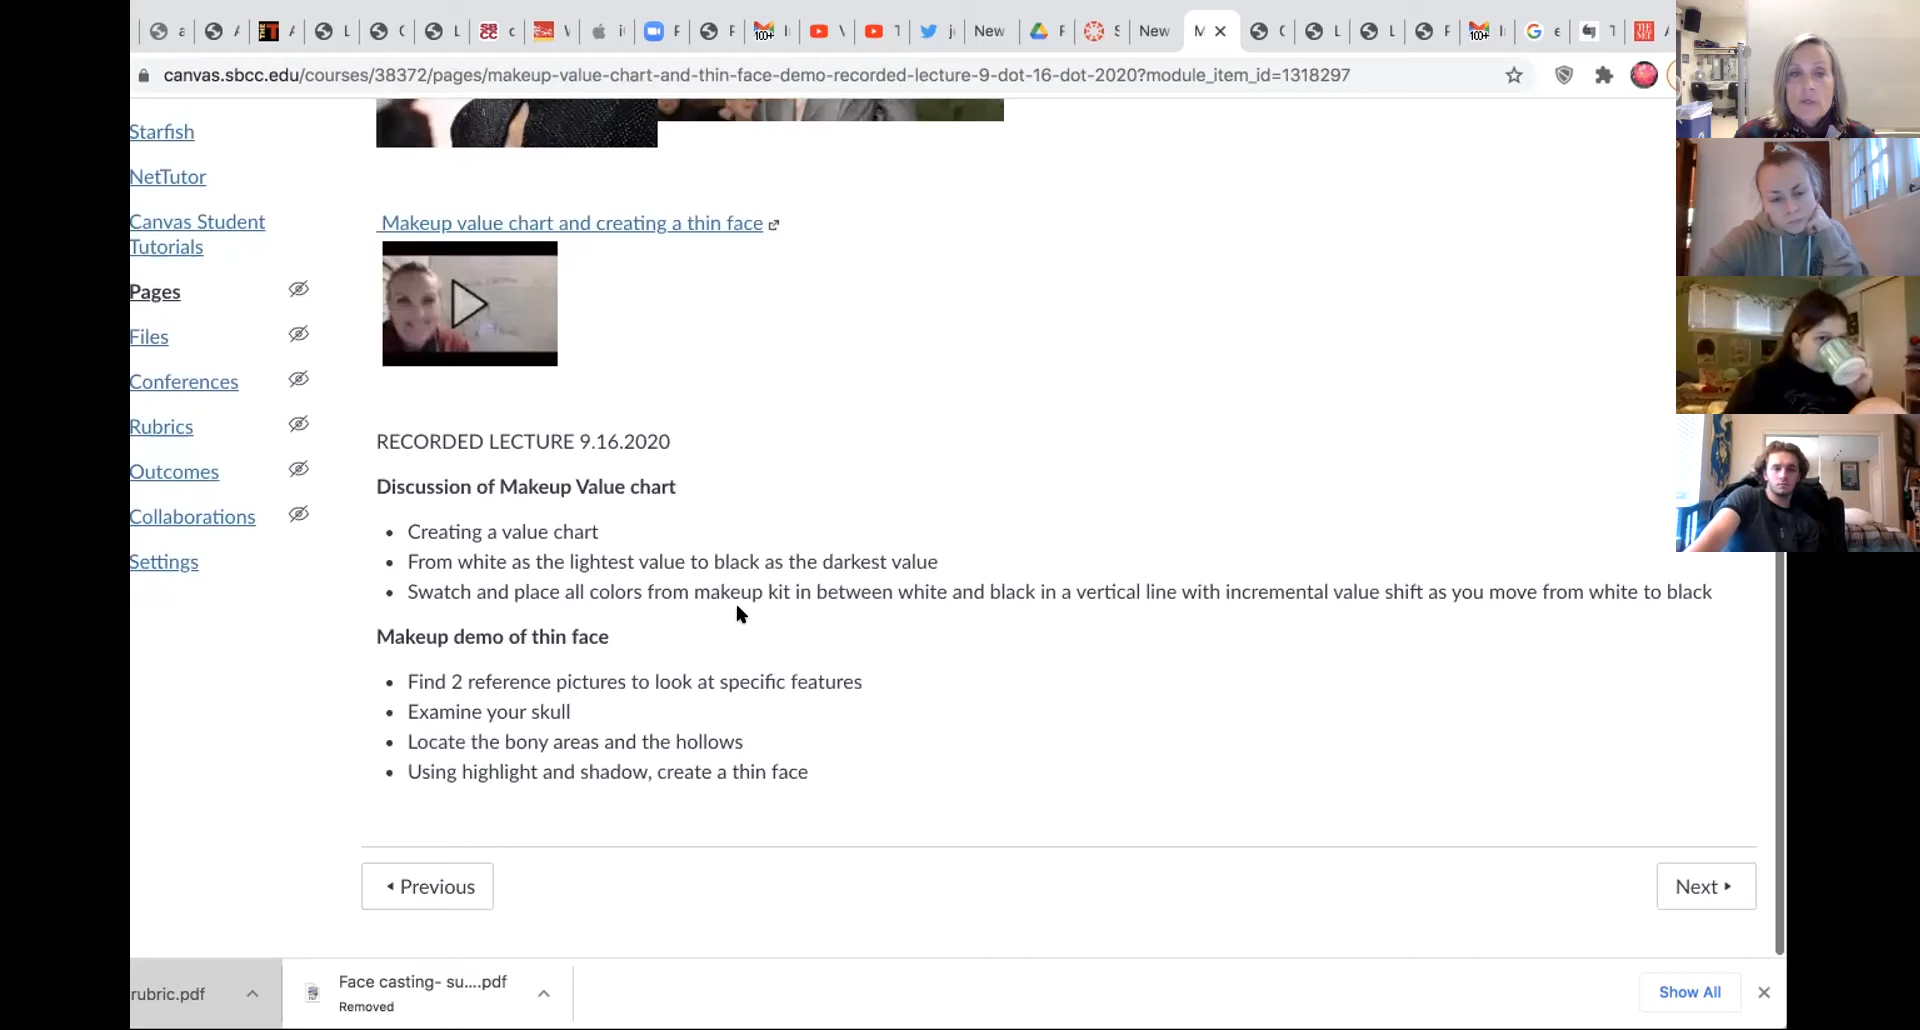 100+
New
New
100+
canvas.sbcc.edu/courses/38372/pages/makeup-value-chart-and-thin-face-demo-recorded-lecture-9-dot-16-dot-2020?module_item_id=1318297
Starfish
NetTutor
Canvas Student
Tutorials
Pages
Files
Conferences
Rubrics
Outcomes
Collaborations
Settings
Makeup value chart and creating a thin face
RECORDED LECTURE 9.16.2020
Discussion of Makeup Value chart
• Creating a value chart
• From white as the lightest value to black as the darkest value
• Swatch and place all colors from makeup kit in between white and black in a vertical line with incremental value shift as you move from white to black
Makeup demo of thin face
• Find 2 reference pictures to look at specific features
• Examine your skull
• Locate the bony areas and the hollows
• Using highlight and shadow, create a thin face
Previous
Next
rubric.pdf
Face casting- su....pdf
Removed
Show All